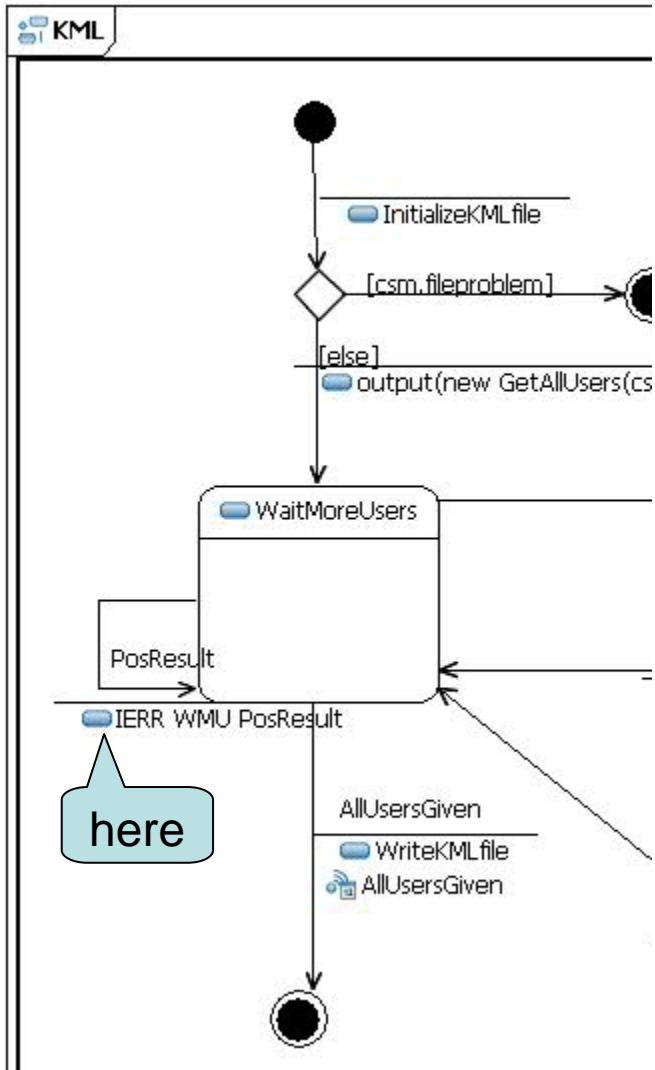 KML
InitializeKMLfile
[csm.fileproblem]
[else]
output(new GetAllUsers(cs
WaitMoreUsers
PosResult
IERR WMU PosResult
here
AllUsersGiven
WriteKMLfile
AllUsersGiven